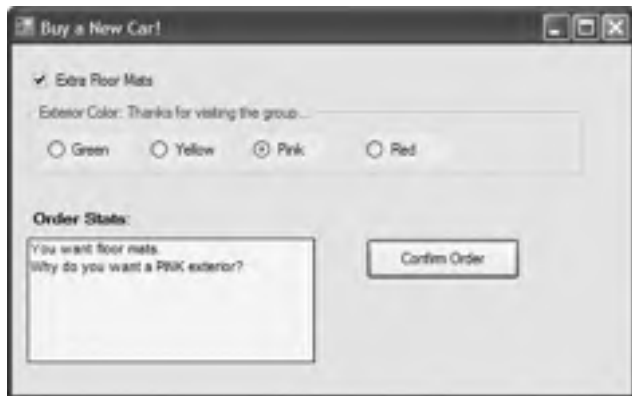 Buy a New Car!
Extra Floor Mats
Exterior Color: Thanks for visiting the group...
Green Yellow Pink Red
Order Stats:
You want floor mats.
Why do you want a PINK exterior?
Confirm Order